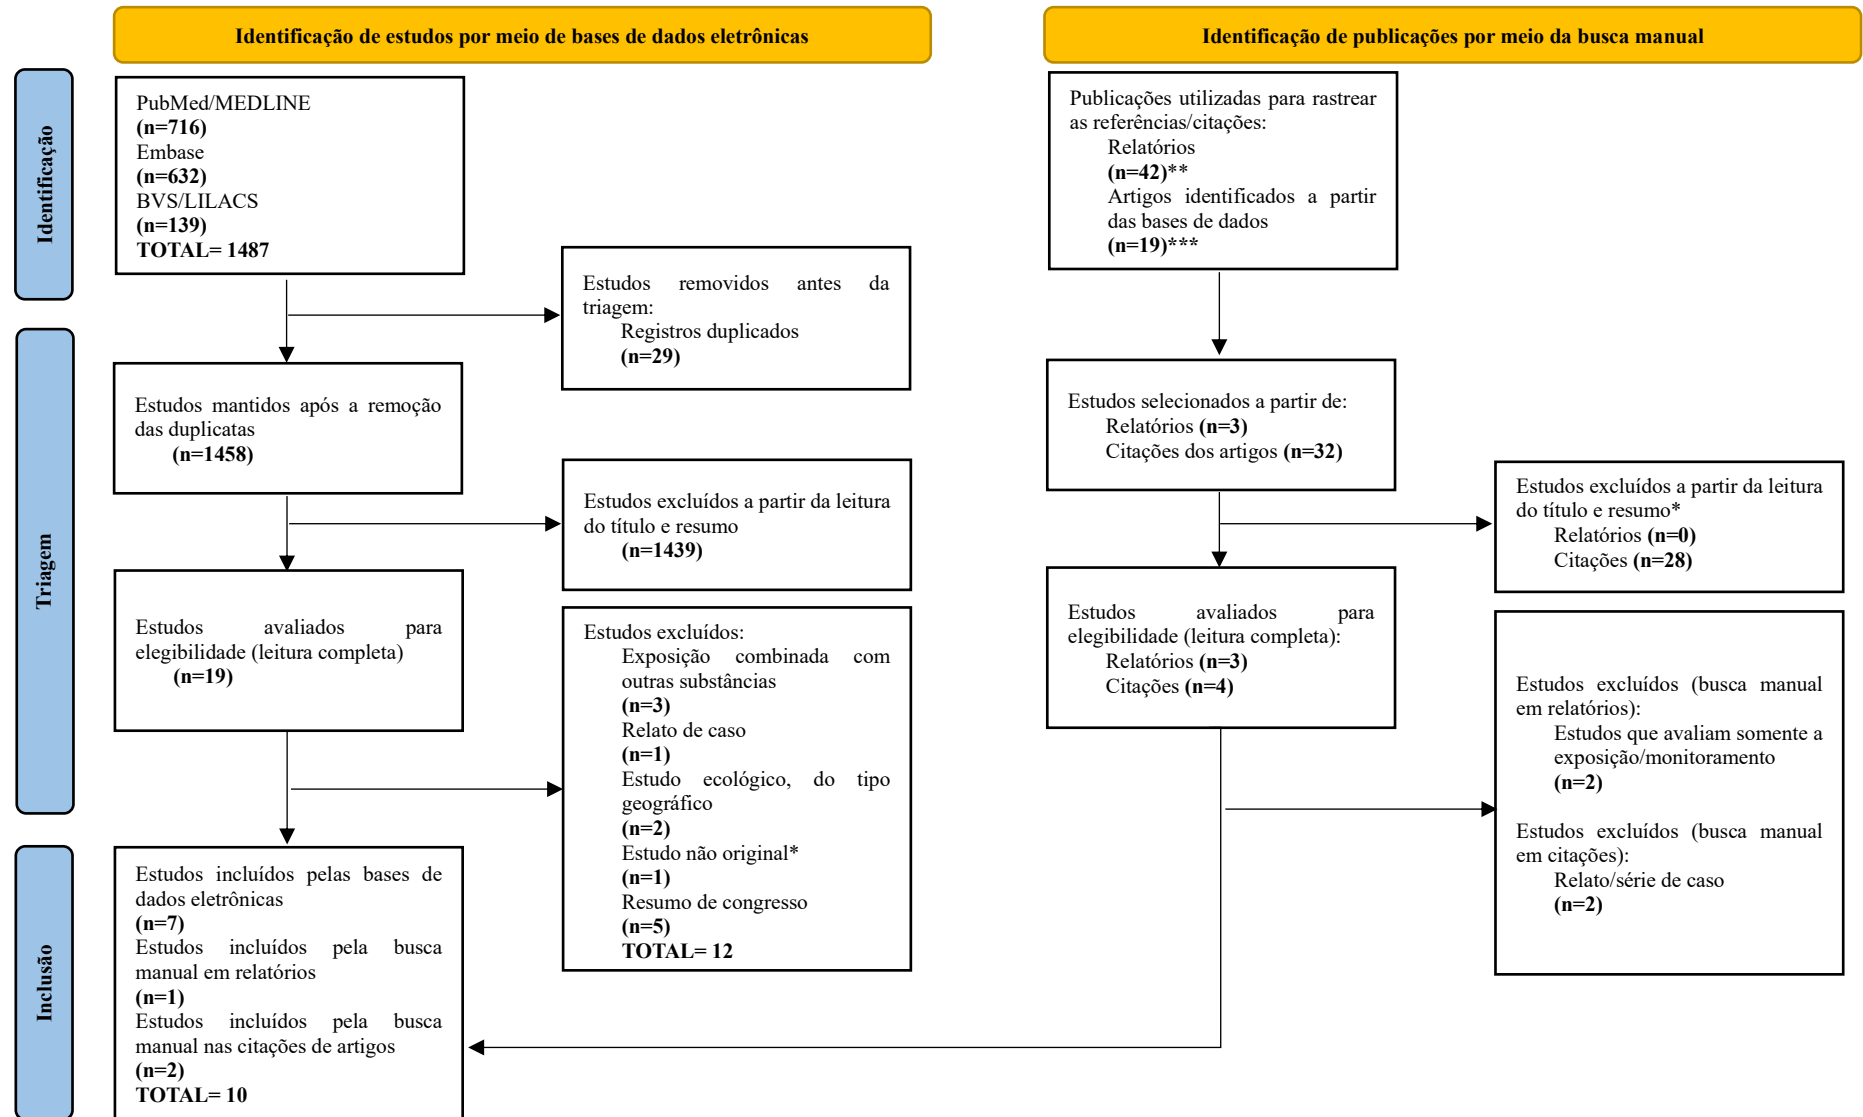 Identificação de estudos por meio de bases de dados eletrônicas
Identificação de publicações por meio da busca manual
Identificação
PubMed/MEDLINE
(n=716)
Embase
(n=632)
BVS/LILACS
(n=139)
TOTAL= 1487
Publicações utilizadas para rastrear
as referências/citações:
Relatórios
(n=42)**
Artigos identificados a partir
das bases de dados
(n=19)***
Estudos removidos antes da
triagem:
Registros duplicados
(n=29)
Triagem
Estudos mantidos após a remoção
das duplicatas
(n=1458)
Estudos selecionados a partir de:
Relatórios (n=3)
Citações dos artigos (n=32)
Estudos excluídos a partir da leitura
do título e resumo
(n=1439)
Estudos excluídos a partir da leitura
do título e resumo*
Relatórios (n=0)
Citações (n=28)
Estudos avaliados para
elegibilidade (leitura completa)
(n=19)
Estudos excluídos:
Exposição combinada com
outras substâncias
(n=3)
Relato de caso
(n=1)
Estudo ecológico, do tipo
geográfico
(n=2)
Estudo não original*
(n=1)
Resumo de congresso
(n=5)
TOTAL= 12
Estudos avaliados para
elegibilidade (leitura completa):
Relatórios (n=3)
Citações (n=4)
Estudos excluídos (busca manual
em relatórios):
Estudos que avaliam somente a
exposição/monitoramento
(n=2)
Estudos excluídos (busca manual
em citações):
Relato/série de caso
(n=2)
Inclusão
Estudos incluídos pelas bases de
dados eletrônicas
(n=7)
Estudos incluídos pela busca
manual em relatórios
(n=1)
Estudos incluídos pela busca
manual nas citações de artigos
(n=2)
TOTAL= 10